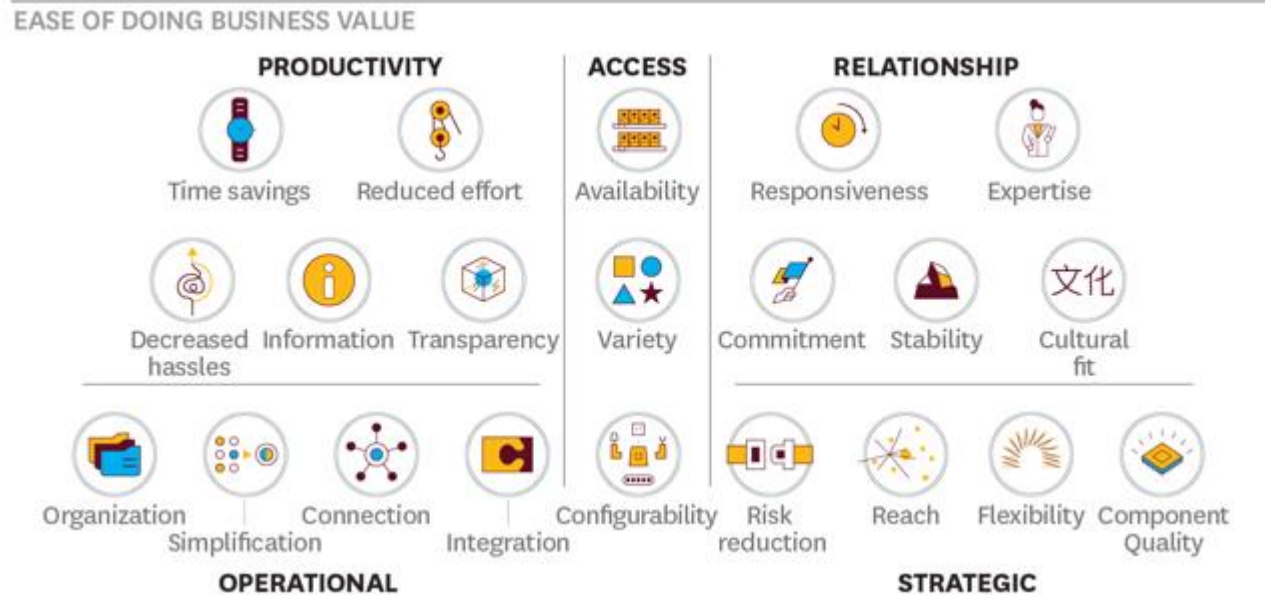 EASE OF DOING BUSINESS VALUE
PRODUCTIVITY
ACCESS
RELATIONSHIP
Time savings
Reduced effort
Availability
Responsiveness
Expertise
文化
Decreased
hassles
Information
Transparency
Variety
Commitment
Stability
Cultural
fit
Organization
Simplification
Connection
Integration
Configurability
Risk
reduction
Reach
Flexibility
Component
Quality
OPERATIONAL
STRATEGIC